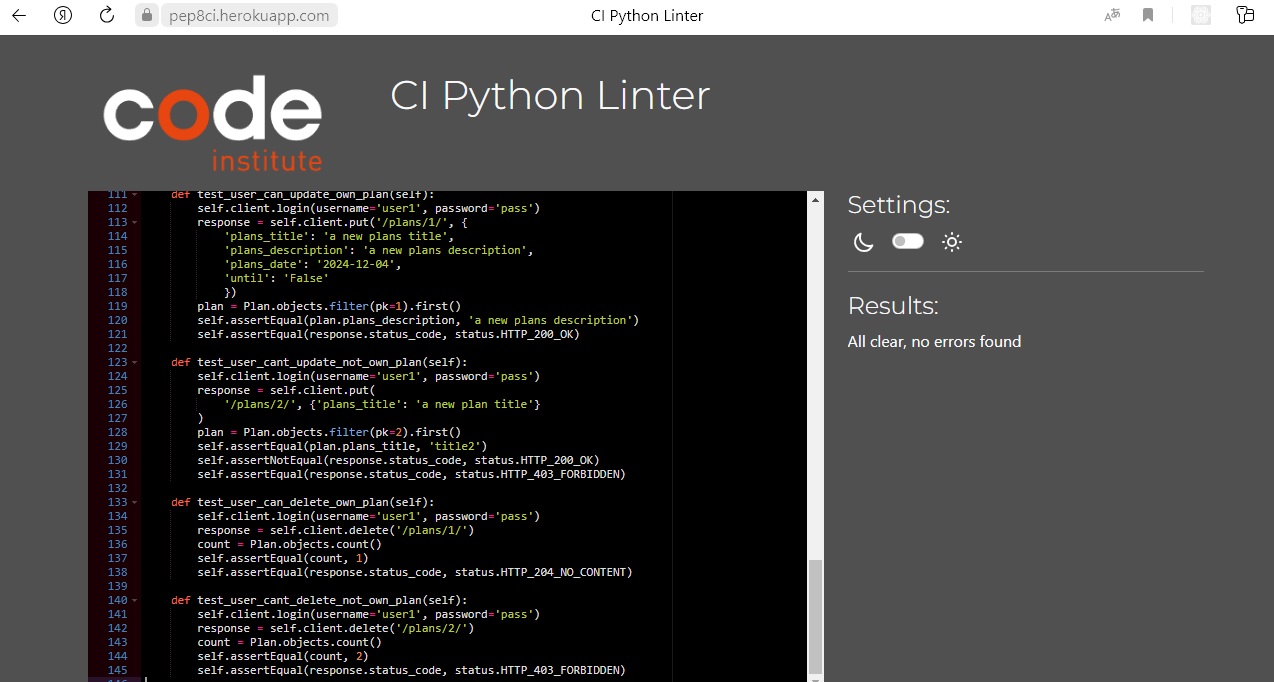 pep8ci.herokuapp.com
CI Python Linter
code
institute
CI Python Linter
111 def test_user_can_update_own_plan(self):
112 self.client.login(username='user1', password='pass')
113 response = self.client.put('/plans/1/', {
114 'plans_title': 'a new plans title',
115 'plans_description': 'a new plans description',
116 'plans_date': '2024-12-04',
117 'until': 'False'
118 })
119 plan = Plan.objects.filter(pk=1).first()
120 self.assertEqual(plan.plans_description, 'a new plans description')
121 self.assertEqual(response.status_code, status.HTTP_200_OK)
122
123 def test_user_cant_update_not_own_plan(self):
124 self.client.login(username='user1', password='pass')
125 response = self.client.put(
126 '/plans/2/', {'plans_title': 'a new plan title'}
127 )
128 plan = Plan.objects.filter(pk=2).first()
129 self.assertEqual(plan.plans_title, 'title2')
130 self.assertNotEqual(response.status_code, status.HTTP_200_OK)
131 self.assertEqual(response.status_code, status.HTTP_403_FORBIDDEN)
132
133 def test_user_can_delete_own_plan(self):
134 self.client.login(username='user1', password='pass')
135 response = self.client.delete('/plans/1/')
136 count = Plan.objects.count()
137 self.assertEqual(count, 1)
138 self.assertEqual(response.status_code, status.HTTP_204_NO_CONTENT)
139
140 def test_user_cant_delete_not_own_plan(self):
141 self.client.login(username='user1', password='pass')
142 response = self.client.delete('/plans/2/')
143 count = Plan.objects.count()
144 self.assertEqual(count, 2)
145 self.assertEqual(response.status_code, status.HTTP_403_FORBIDDEN)
Settings:
Results:
All clear, no errors found